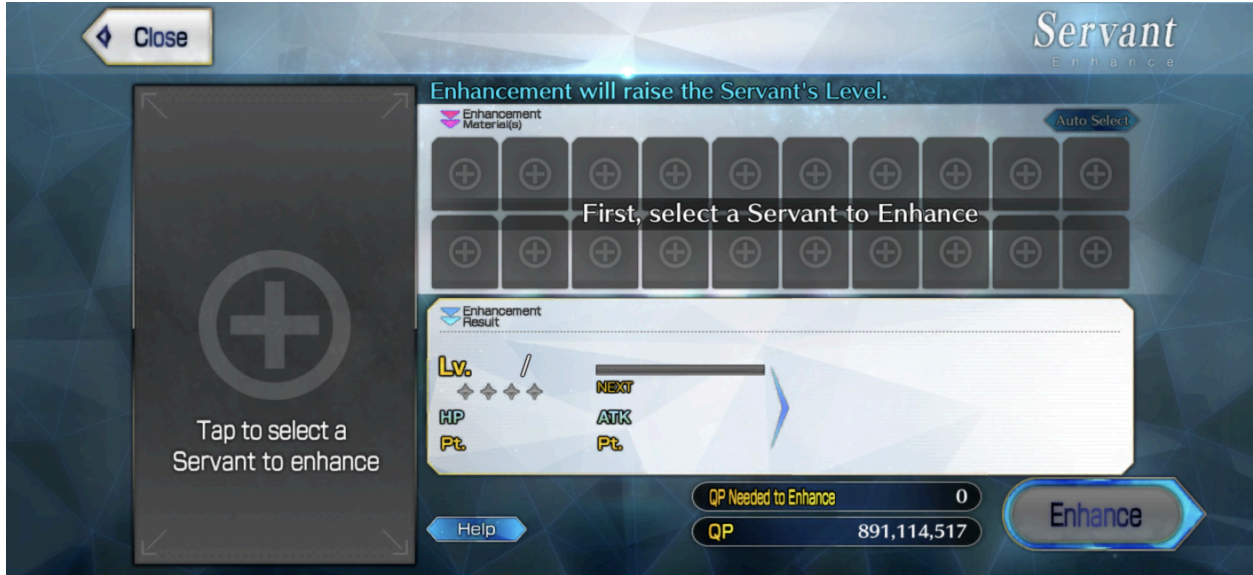 Close
Servant
Enhance
Enhancement will raise the Servant's Level.
Enhancement
Material(s)
Auto Select
First, select a Servant to Enhance
Enhancement
Result
Lv. /
NEXT
HP ATK
Pt. Pt.
Tap to select a
Servant to enhance
QP Needed to Enhance 0
QP 891,114,517
Help
Enhance